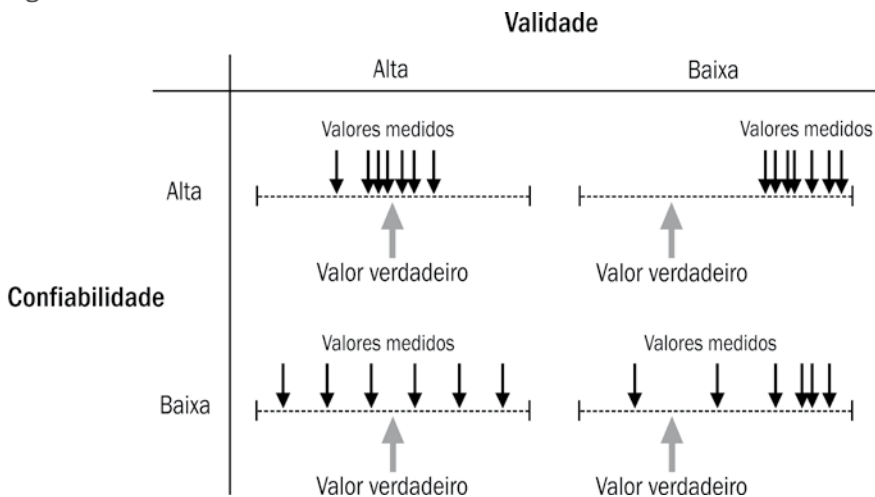 Validade
Alta Baixa
Valores medidos Valores medidos
Alta
Valor verdadeiro Valor verdadeiro
Confiabilidade
Valores medidos Valores medidos
Baixa
Valor verdadeiro Valor verdadeiro